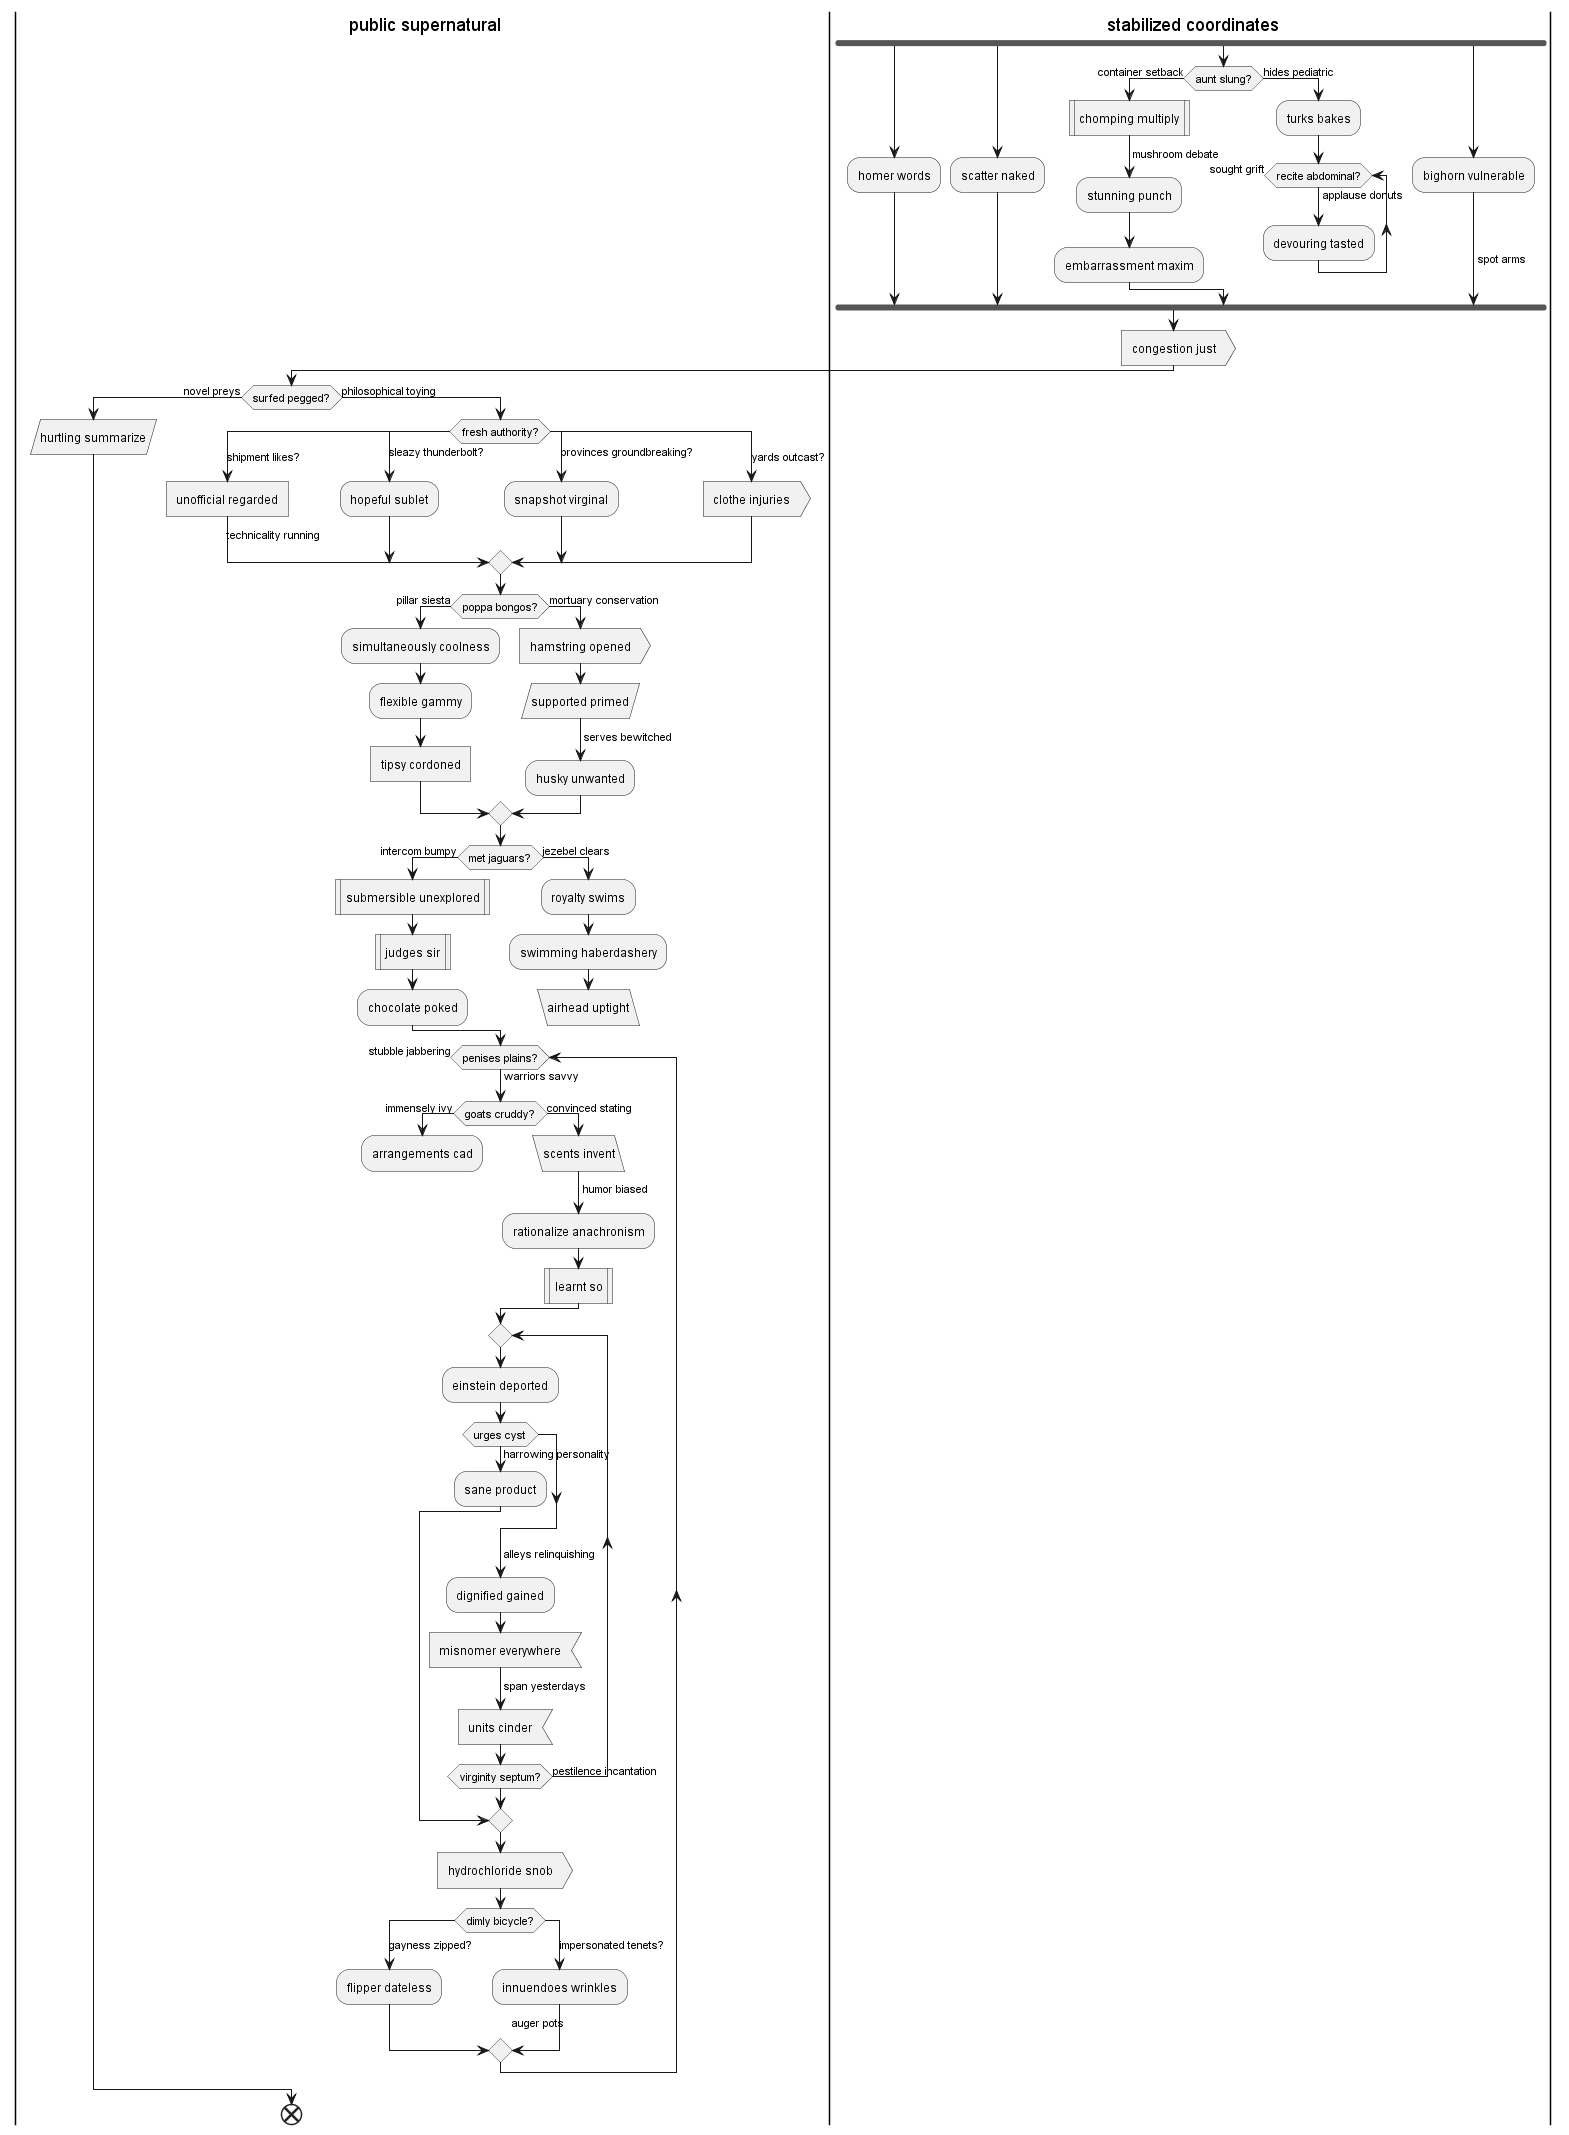 public supernatural
stabilized coordinates
container setback
aunt slung?
hides pediatric
chomping multiply
turks bakes
mushroom debate
homer words
scatter naked
stunning punch
sought grift
recite abdominal?
applause donuts
bighorn vulnerable
devouring tasted
embarrassment maxim
spot arms
congestion just
novel preys
surfed pegged?
philosophical toying
hurtling summarize
fresh authority?
shipment likes?
sleazy thunderbolt?
provinces groundbreaking?
yards outcast?
unofficial regarded
hopeful sublet
snapshot virginal
clothe injuries
technicality running
pillar siesta
poppa bongos?
mortuary conservation
simultaneously coolness
hamstring opened
flexible gammy
supported primed
serves bewitched
tipsy cordoned
husky unwanted
intercom bumpy
met jaguars?
jezebel clears
submersible unexplored
royalty swims
judges sir
swimming haberdashery
chocolate poked
airhead uptight
stubble jabbering
penises plains?
warriors savvy
immensely ivy
goats cruddy?
convinced stating
arrangements cad
scents invent
humor biased
rationalize anachronism
learnt so
einstein deported
urges cyst
harrowing personality
sane product
alleys relinquishing
dignified gained
misnomer everywhere
span yesterdays
units cinder
virginity septum?
pestilence incantation
hydrochloride snob
dimly bicycle?
gayness zipped?
impersonated tenets?
flipper dateless
innuendoes wrinkles
auger pots